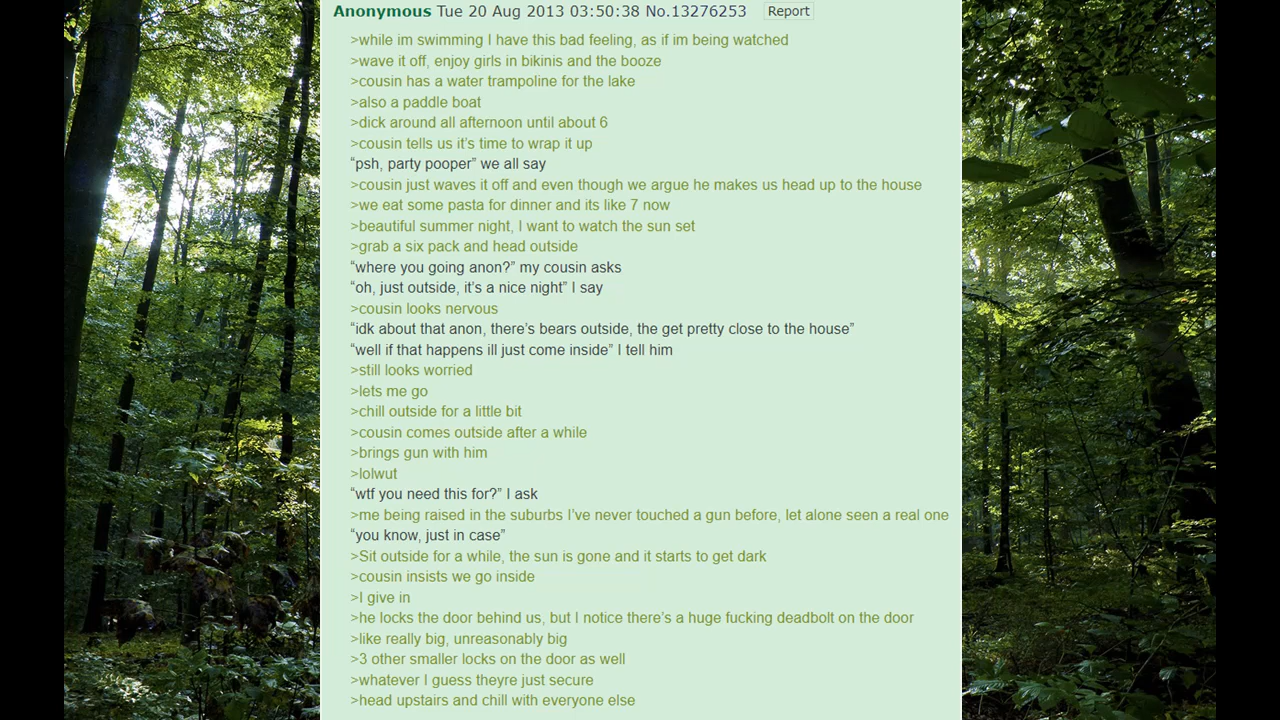 Anonymous Tue 20 Aug 2013 03:50:38 No.13276253 Report
>while im swimming I have this bad feeling, as if im being watched
>wave it off, enjoy girls in bikinis and the booze
>cousin has a water trampoline for the lake
>also a paddle boat
>dick around all afternoon until about 6
>cousin tells us it’s time to wrap it up
“psh, party pooper” we all say
>cousin just waves it off and even though we argue he makes us head up to the house
>we eat some pasta for dinner and its like 7 now
>beautiful summer night, I want to watch the sun set
>grab a six pack and head outside
“where you going anon?” my cousin asks
“oh, just outside, it’s a nice night” I say
>cousin looks nervous
“idk about that anon, there’s bears outside, the get pretty close to the house”
“well if that happens ill just come inside” I tell him
>still looks worried
>lets me go
>chill outside for a little bit
>cousin comes outside after a while
>brings gun with him
>lolwut
“wtf you need this for?” I ask
>me being raised in the suburbs I’ve never touched a gun before, let alone seen a real one
“you know, just in case”
>Sit outside for a while, the sun is gone and it starts to get dark
>cousin insists we go inside
>I give in
>he locks the door behind us, but I notice there’s a huge fucking deadbolt on the door
>like really big, unreasonably big
>3 other smaller locks on the door as well
>whatever I guess theyre just secure
>head upstairs and chill with everyone else